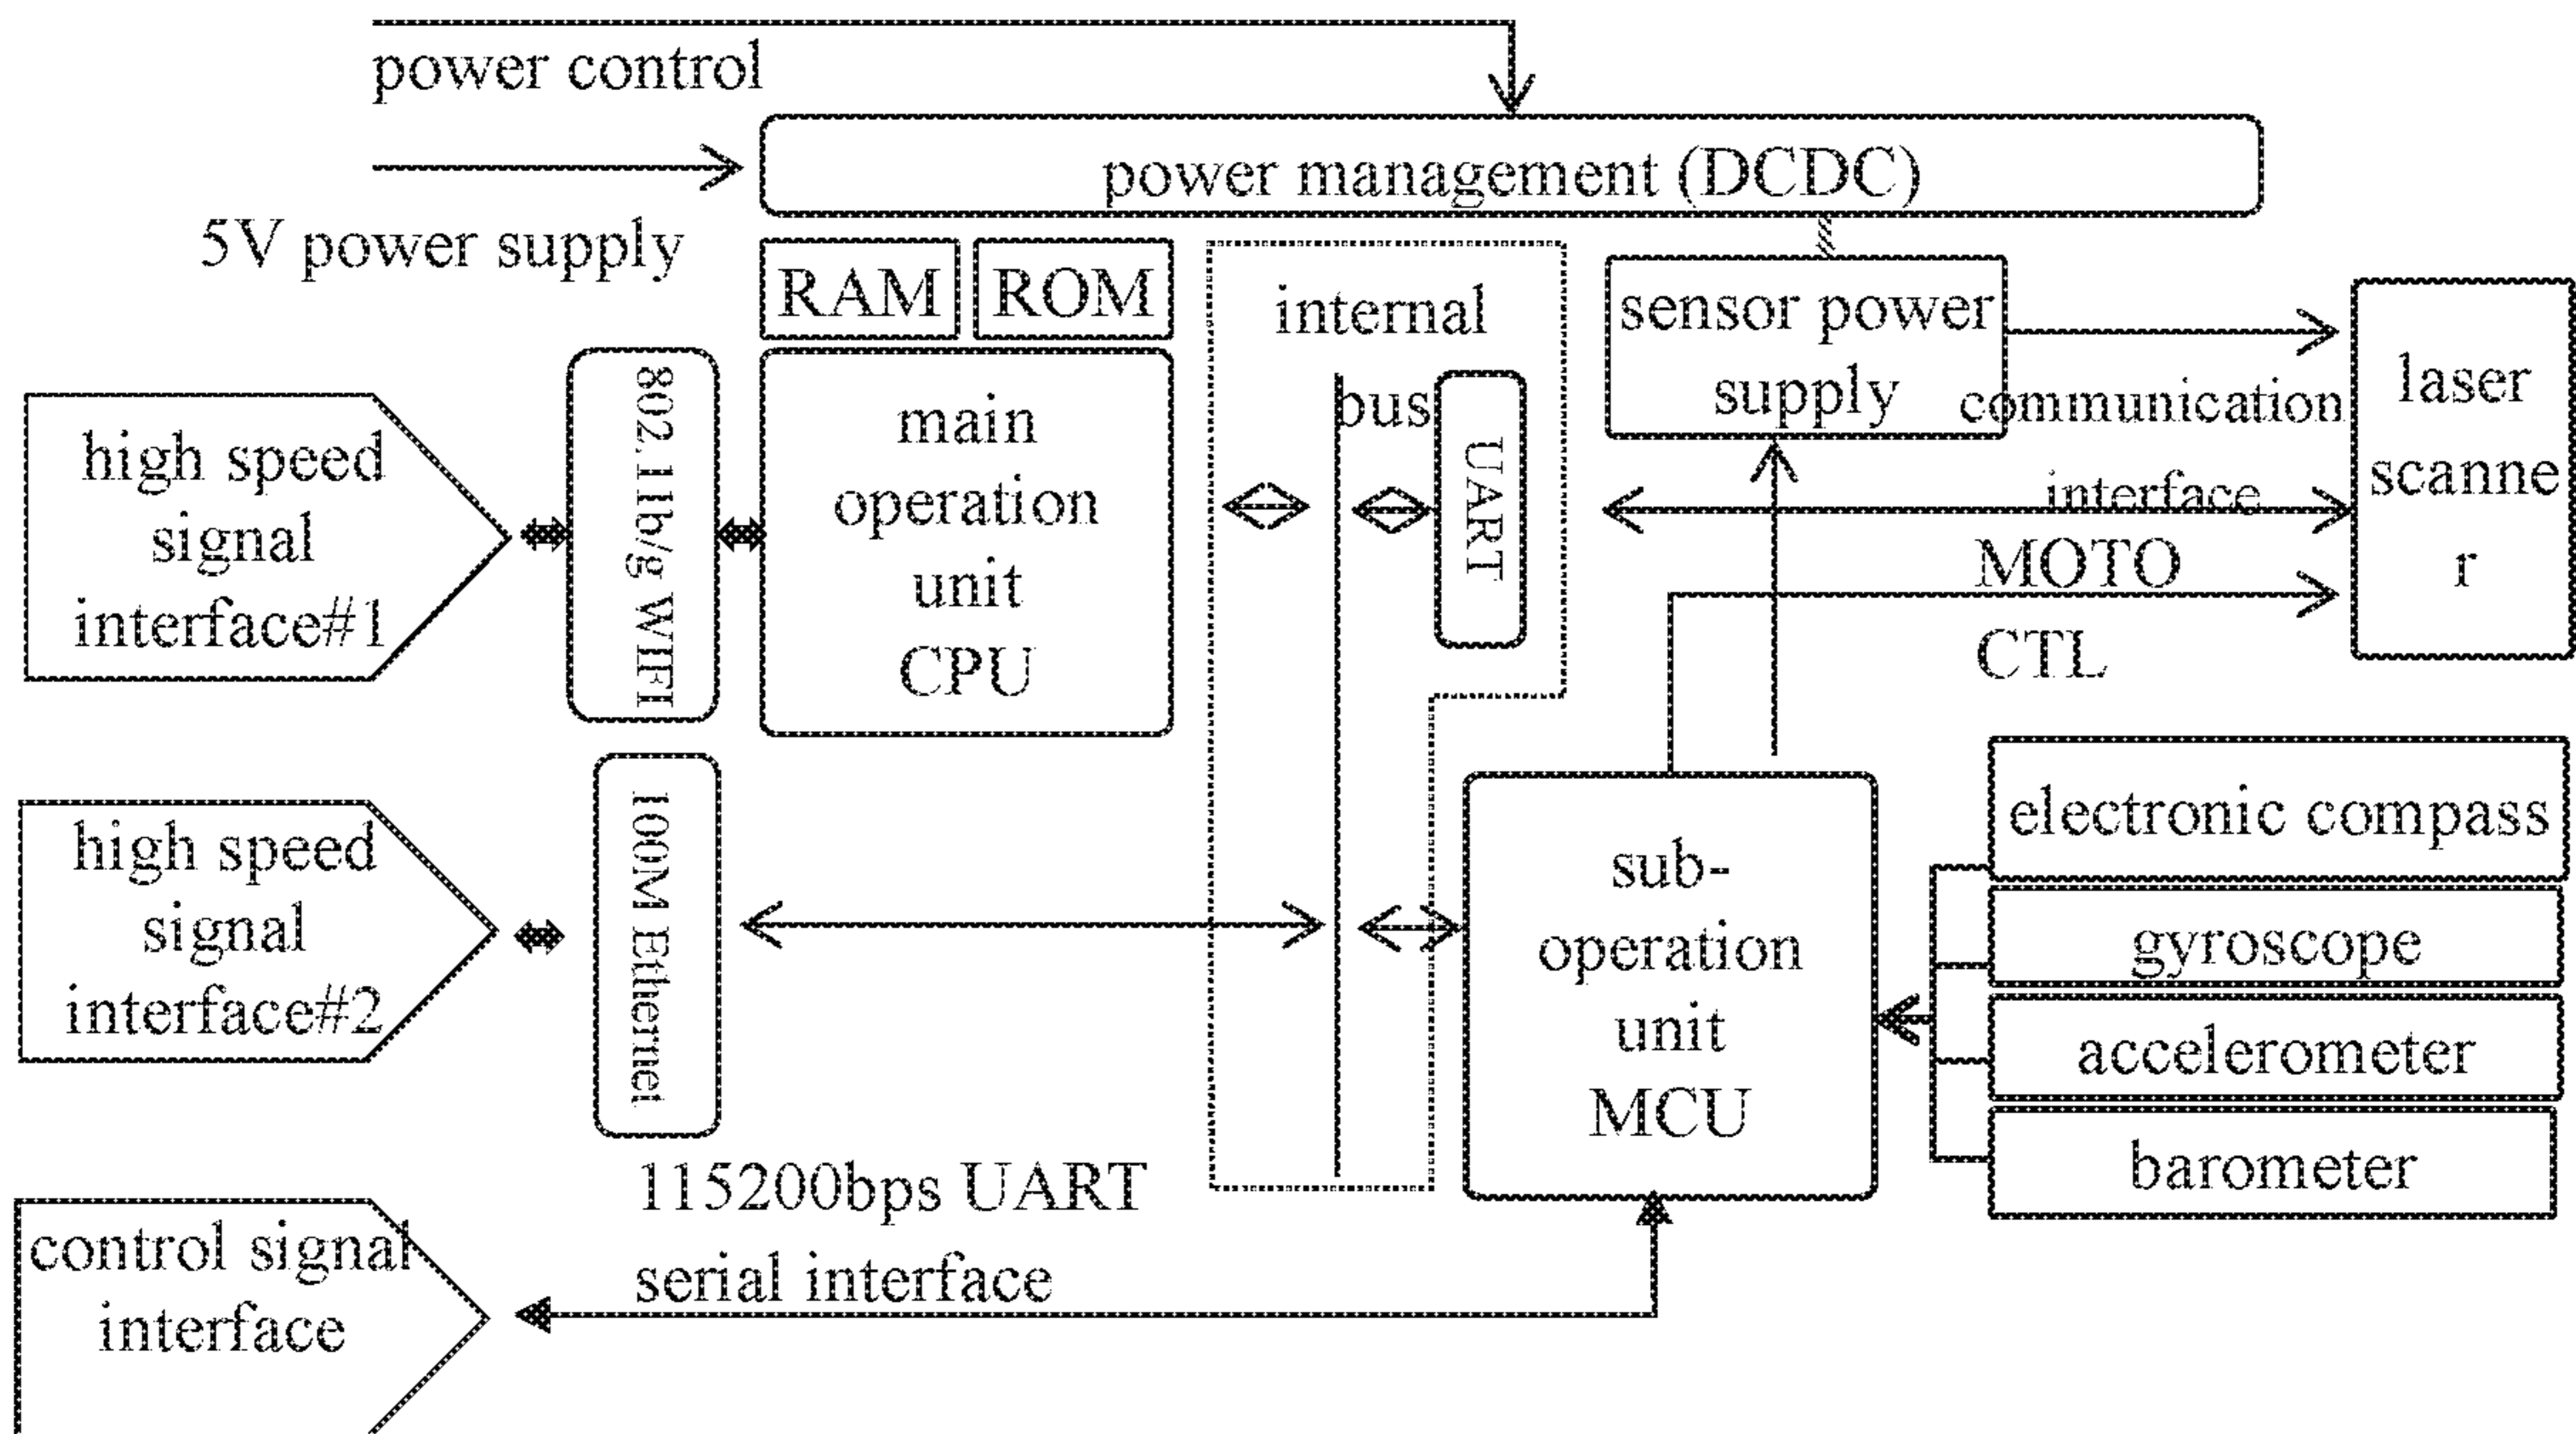 power control
power management (DCDC)
5V power supply
RAM
ROM
internal
bus
UART
sensor power
supply
communication
interface
MOTO
CTL
laser
scanne
r
high speed
signal
interface#1
802.11b/g WIFI
main
operation
unit
CPU
high speed
signal
interface#2
100M Ethernet
sub-
operation
unit
MCU
electronic compass
gyroscope
accelerometer
barometer
115200bps UART
serial interface
control signal
interface